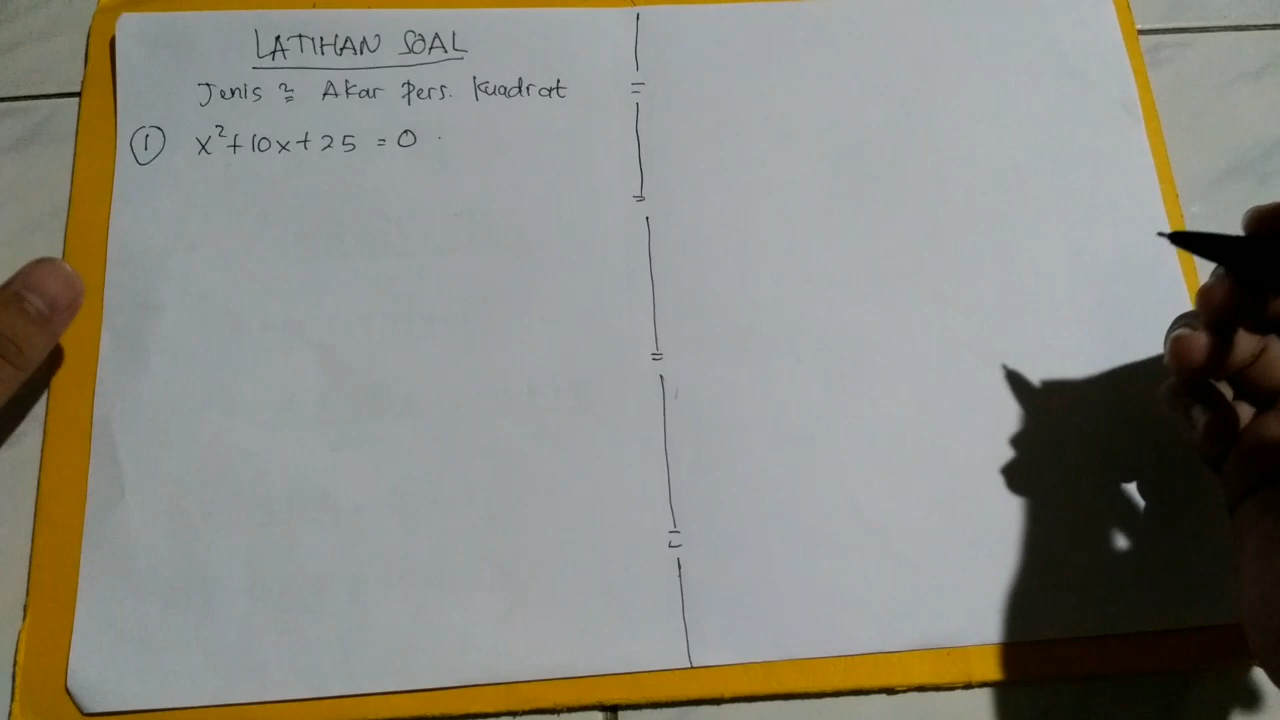 LATIHAN SOAL
Jenis ² Akar Pers. Kuadrat
① x²+10x+25 = 0